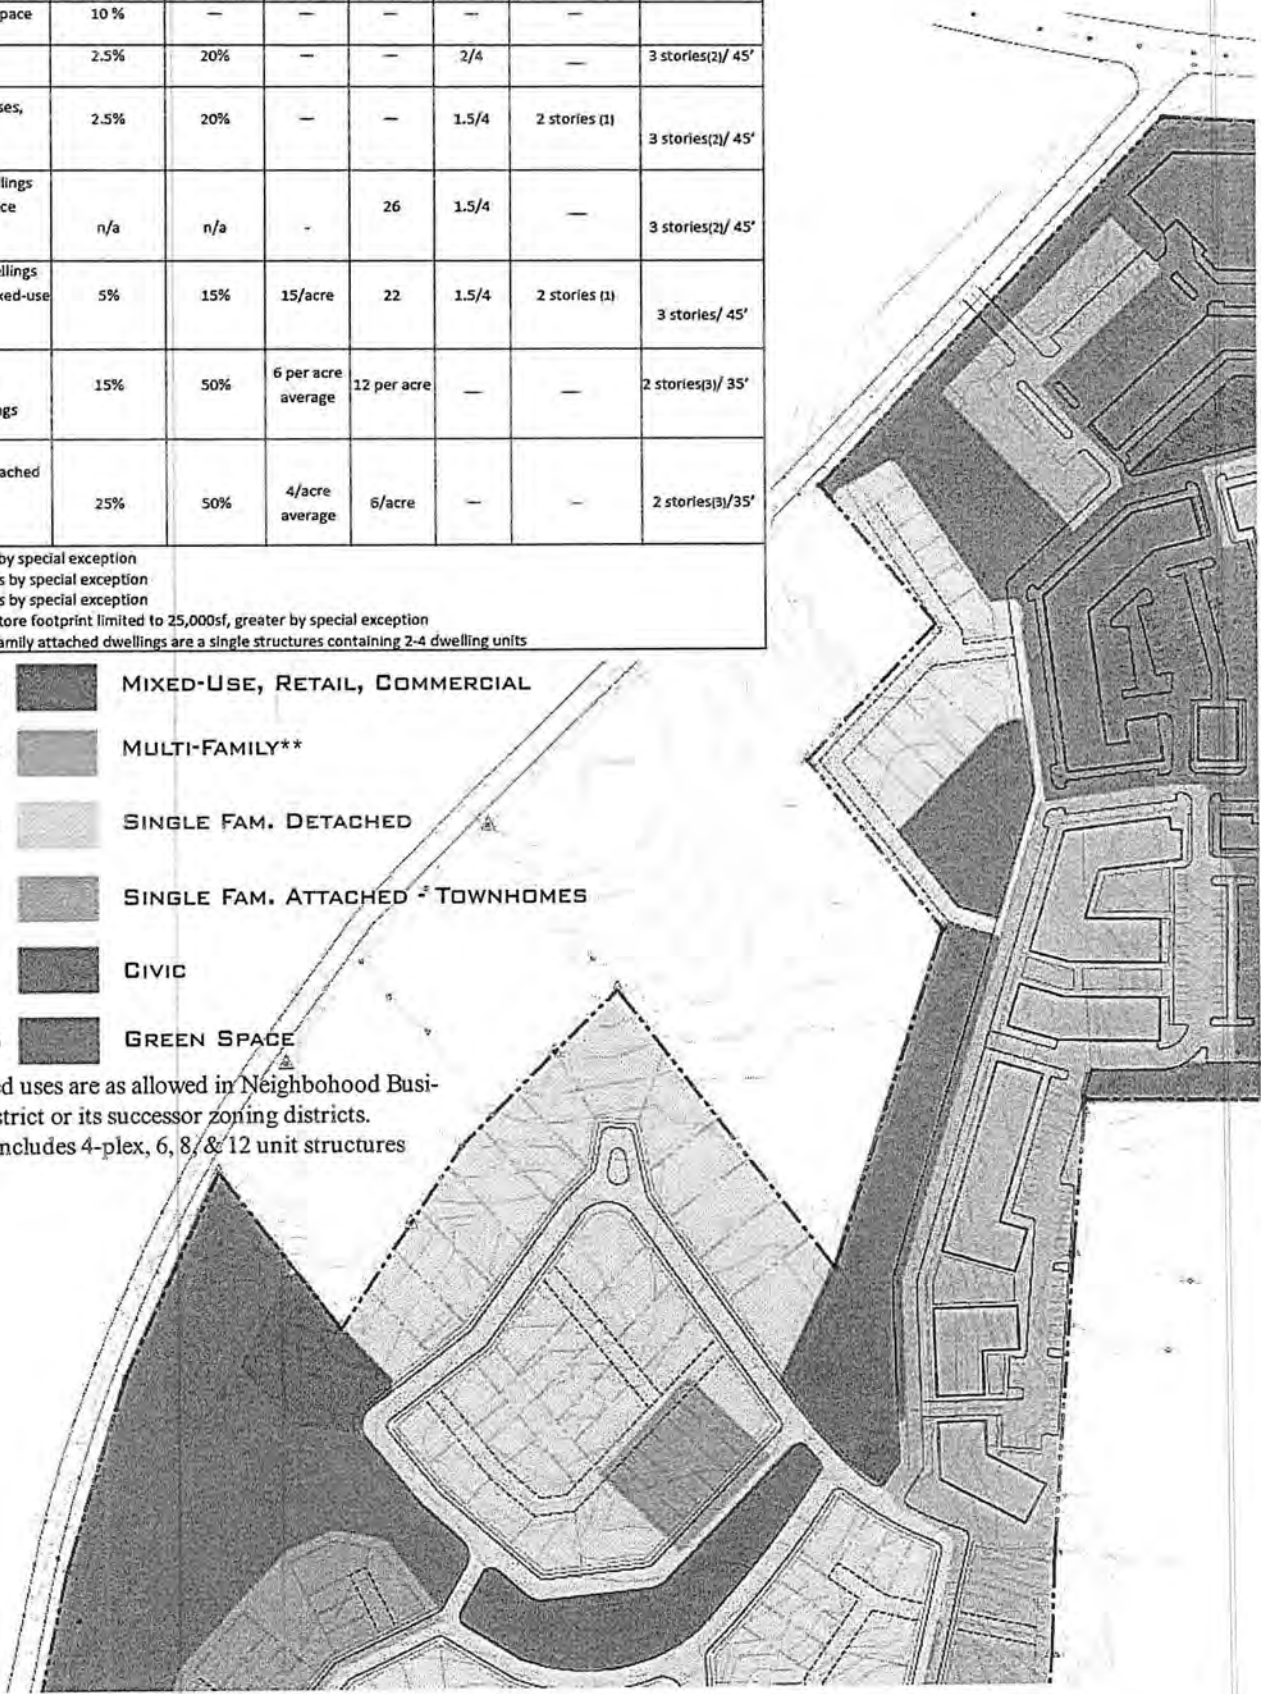 pace 10 % — — — — —
2.5% 20% — — 2/4 — 3 stories(2)/ 45'
ses, 2.5% 20% — — 1.5/4 2 stories (1) 3 stories(2)/ 45'
llings
ce n/a n/a - 26 1.5/4 — 3 stories(2)/ 45'
ellings
xed-use 5% 15% 15/acre 22 1.5/4 2 stories (1) 3 stories/ 45'
15% 50% 6 per acre average 12 per acre — — 2 stories(3)/ 35'
ngs
ached
25% 50% 4/acre average 6/acre — — 2 stories(3)/35'
by special exception
s by special exception
s by special exception
tore footprint limited to 25,000sf, greater by special exception
amily attached dwellings are a single structures containing 2-4 dwelling units
MIXED-USE, RETAIL, COMMERCIAL
MULTI-FAMILY**
SINGLE FAM. DETACHED
SINGLE FAM. ATTACHED - TOWNHOMES
CIVIC
GREEN SPACE
ed uses are as allowed in Neighbohood Busi-
strict or its successor zoning districts.
ncludes 4-plex, 6, 8, & 12 unit structures